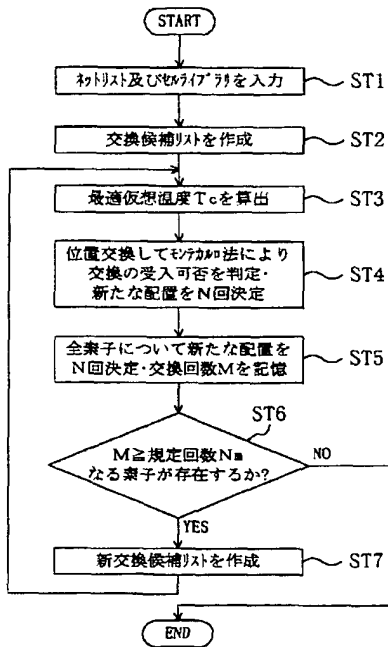 START
ネットリスト及びセルライブラリを入力
ST1
交換候補リストを作成
ST2
最適仮想温度Tcを算出
ST3
位置交換してモンテカルロ法により
交換の受入可否を判定・
新たな配置をN回決定
ST4
全素子について新たな配置を
N回決定・交換回数Mを記憶
ST5
ST6
M≧規定回数Nm
なる素子が存在するか?
NO
YES
新交換候補リストを作成
ST7
END